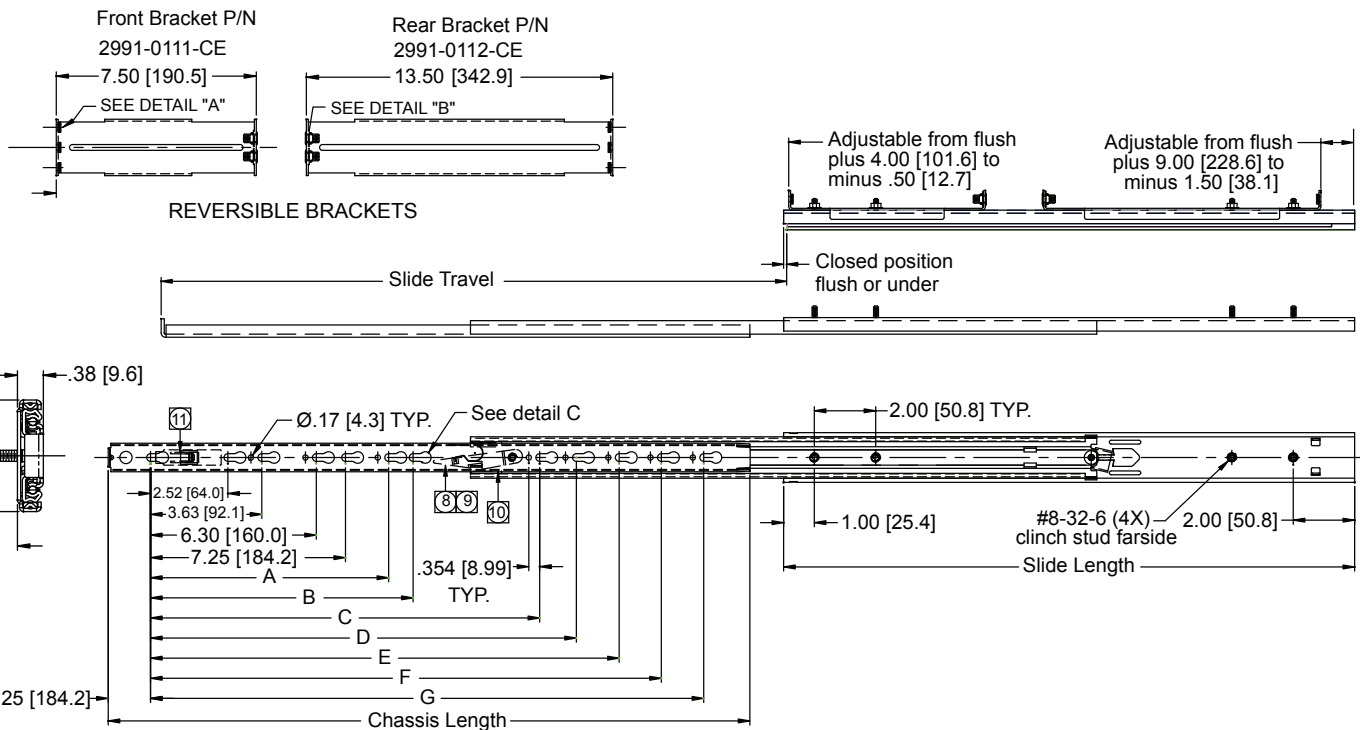 Front Bracket P/N
2991-0111-CE
7.50 [190.5]
SEE DETAIL "A"
Rear Bracket P/N
2991-0112-CE
13.50 [342.9]
SEE DETAIL "B"
REVERSIBLE BRACKETS
Adjustable from flush
plus 4.00 [101.6] to
minus .50 [12.7]
Adjustable from flush
plus 9.00 [228.6] to
minus 1.50 [38.1]
Closed position
flush or under
Slide Travel
.38 [9.6]
11
Ø.17 [4.3] TYP.
See detail C
2.00 [50.8] TYP.
2.52 [64.0]
3.63 [92.1]
6.30 [160.0]
7.25 [184.2]
8 9
10
.354 [8.99]
TYP.
1.00 [25.4]
#8-32-6 (4X)
clinch stud farside
2.00 [50.8]
Slide Length
A
B
C
D
E
F
G
25 [184.2]
Chassis Length